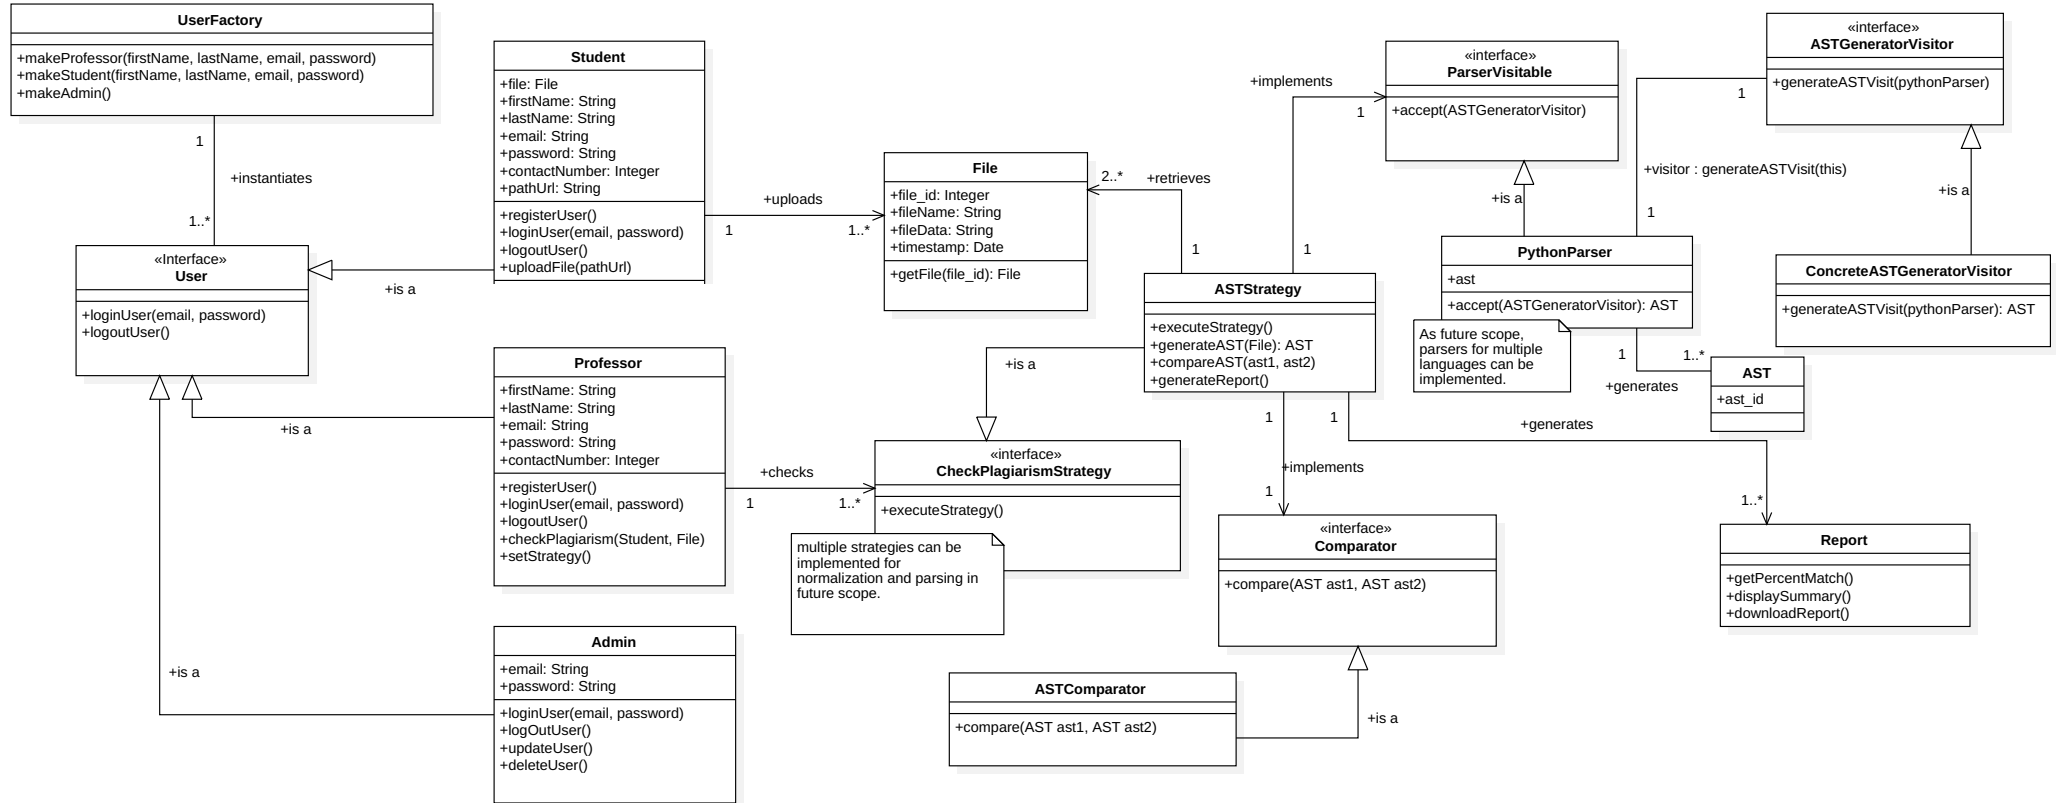 UserFactory
+makeProfessor(firstName, lastName, email, password)
+makeStudent(firstName, lastName, email, password)
+makeAdmin()
1
+instantiates
1..*
«Interface»
User
+loginUser(email, password)
+logoutUser()
Student
+file: File
+firstName: String
+lastName: String
+email: String
+password: String
+contactNumber: Integer
+pathUrl: String
+registerUser()
+loginUser(email, password)
+logoutUser()
+uploadFile(pathUrl)
+is a
+uploads
1
1..*
File
+file_id: Integer
+fileName: String
+fileData: String
+timestamp: Date
+getFile(file_id): File
2..*
+retrieves
1
+implements
1
1
«interface»
ParserVisitable
+accept(ASTGeneratorVisitor)
+is a
«interface»
ASTGeneratorVisitor
+generateASTVisit(pythonParser)
1
+visitor : generateASTVisit(this)
1
+is a
PythonParser
+ast
+accept(ASTGeneratorVisitor): AST
As future scope,
parsers for multiple
languages can be
implemented.
ConcreteASTGeneratorVisitor
+generateASTVisit(pythonParser): AST
1
1..*
+generates
AST
+ast_id
ASTStrategy
+executeStrategy()
+generateAST(File): AST
+compareAST(ast1, ast2)
+generateReport()
+is a
1
1
+generates
+implements
1
1..*
Professor
+firstName: String
+lastName: String
+email: String
+password: String
+contactNumber: Integer
+registerUser()
+loginUser(email, password)
+logoutUser()
+checkPlagiarism(Student, File)
+setStrategy()
+is a
+checks
1
1..*
«interface»
CheckPlagiarismStrategy
+executeStrategy()
multiple strategies can be
implemented for
normalization and parsing in
future scope.
«interface»
Comparator
+compare(AST ast1, AST ast2)
Report
+getPercentMatch()
+displaySummary()
+downloadReport()
Admin
+email: String
+password: String
+loginUser(email, password)
+logOutUser()
+updateUser()
+deleteUser()
+is a
ASTComparator
+compare(AST ast1, AST ast2)
+is a